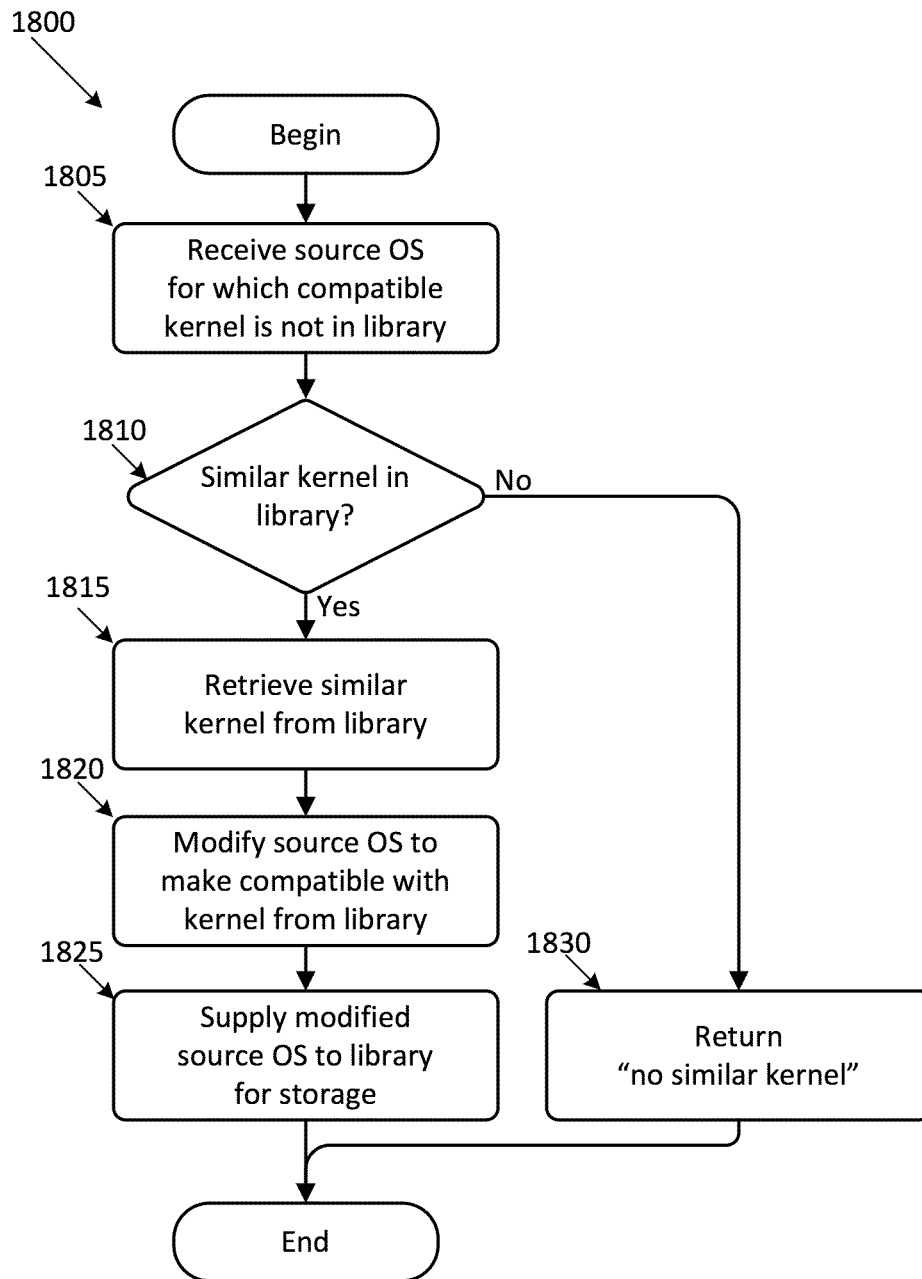 1800
Begin
1805
Receive source OS
for which compatible
kernel is not in library
1810
Similar kernel in
library?
No
Yes
1815
Retrieve similar
kernel from library
1820
Modify source OS to
make compatible with
kernel from library
1825
Supply modified
source OS to library
for storage
1830
Return
“no similar kernel”
End